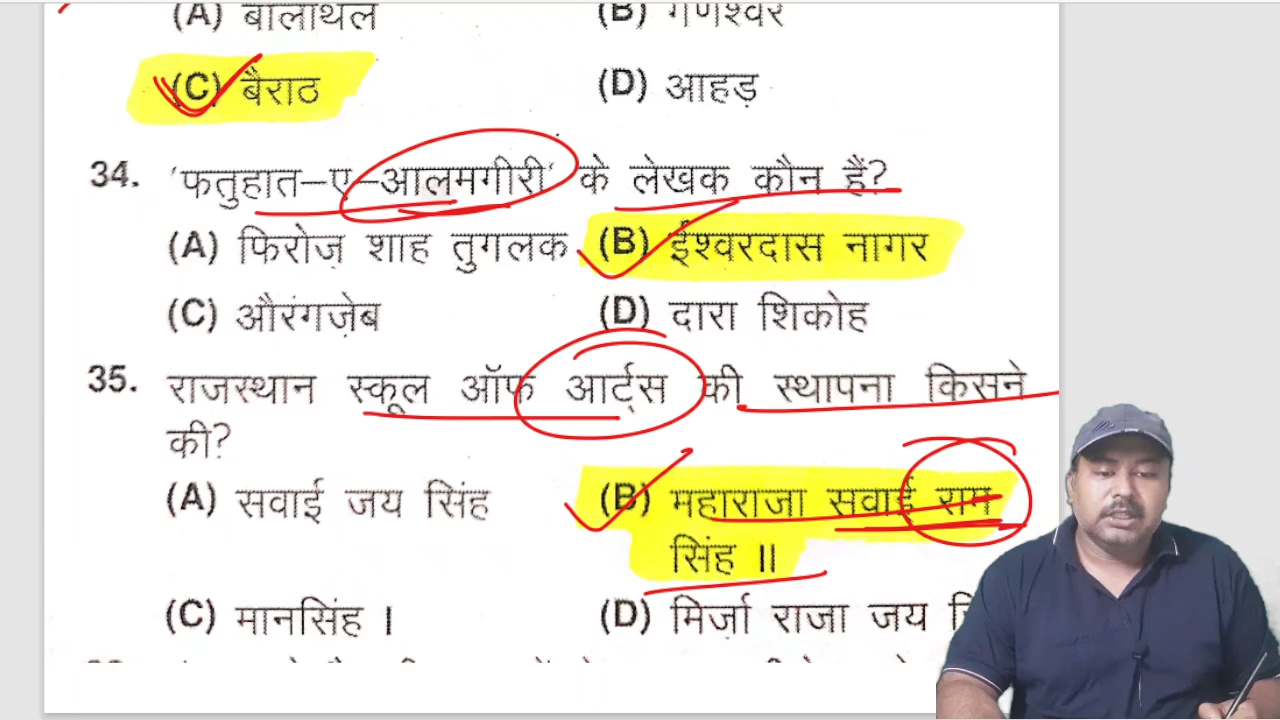 (A) बालाथल (B) गणेश्वर
(C) बैराठ (D) आहड़
34. 'फतुहात–ए–आलमगीरी' के लेखक कौन हैं?
(A) फिरोज़ शाह तुगलक (B) ईश्वरदास नागर
(C) औरंगज़ेब (D) दारा शिकोह
35. राजस्थान स्कूल ऑफ आर्ट्स की स्थापना किसने
की?
(A) सवाई जय सिंह (B) महाराजा सवाई राम
सिंह II
(C) मानसिंह I (D) मिर्ज़ा राजा जय